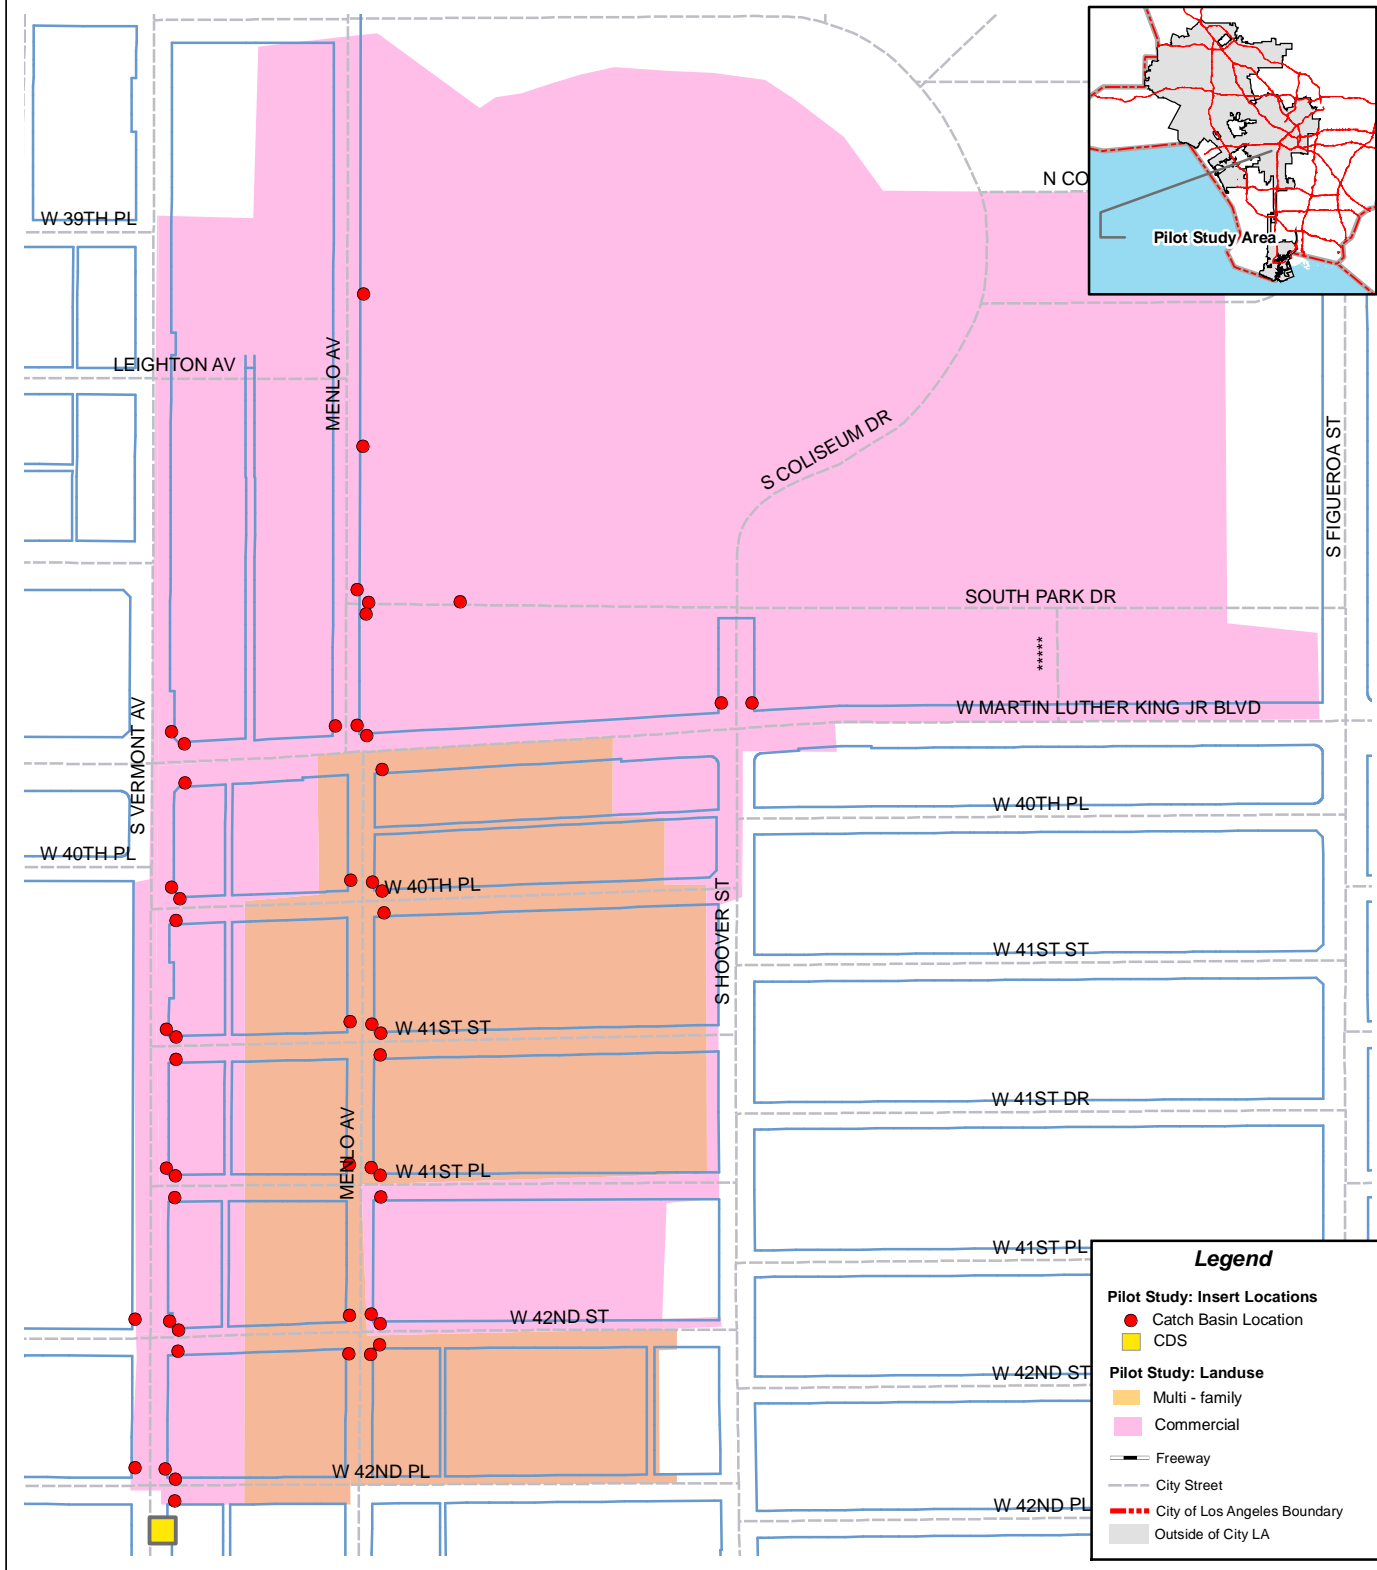 N CO
Pilot Study Area
W 39TH PL
LEIGHTON AV
MENLO AV
S COLISEUM DR
S FIGUEROA ST
SOUTH PARK DR
*****
W MARTIN LUTHER KING JR BLVD
S VERMONT AV
W 40TH PL
W 40TH PL
W 40TH PL
S HOOVER ST
W 41ST ST
W 41ST ST
W 41ST DR
MENLO AV
W 41ST PL
W 41ST PL
W 42ND ST
W 42ND ST
W 42ND PL
W 42ND PL
Legend
Pilot Study: Insert Locations
Catch Basin Location
CDS
Pilot Study: Landuse
Multi - family
Commercial
Freeway
City Street
City of Los Angeles Boundary
Outside of City LA